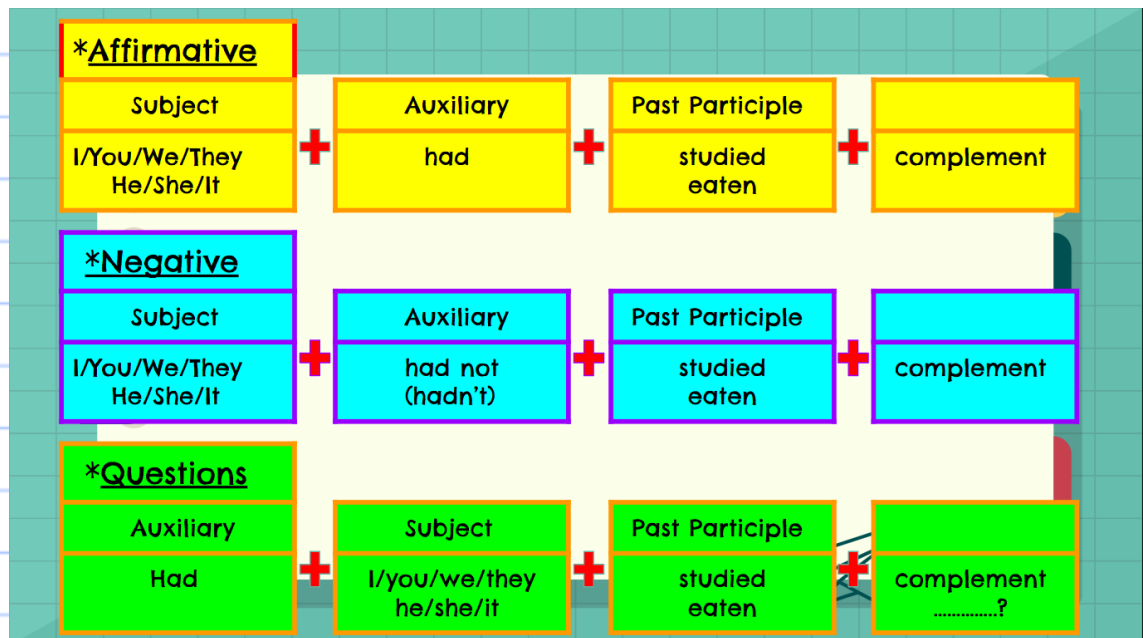 *Affirmative
Subject Auxiliary Past Participle
I/You/We/They had studied complement
He/She/It eaten
*Negative
Subject Auxiliary Past Participle
I/You/We/They had not studied complement
He/She/It (hadn't) eaten
*Questions
Auxiliary Subject Past Participle
Had I/you/we/they studied complement
he/she/it eaten ..............?